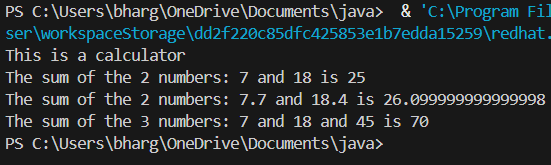 PS C:\Users\bharg\OneDrive\Documents\java>  & 'C:\Program Fil
ser\workspaceStorage\dd2f220c85dfc425853e1b7edda15259\redhat.
This is a calculator
The sum of the 2 numbers: 7 and 18 is 25
The sum of the 2 numbers: 7.7 and 18.4 is 26.099999999999998
The sum of the 3 numbers: 7 and 18 and 45 is 70
PS C:\Users\bharg\OneDrive\Documents\java>